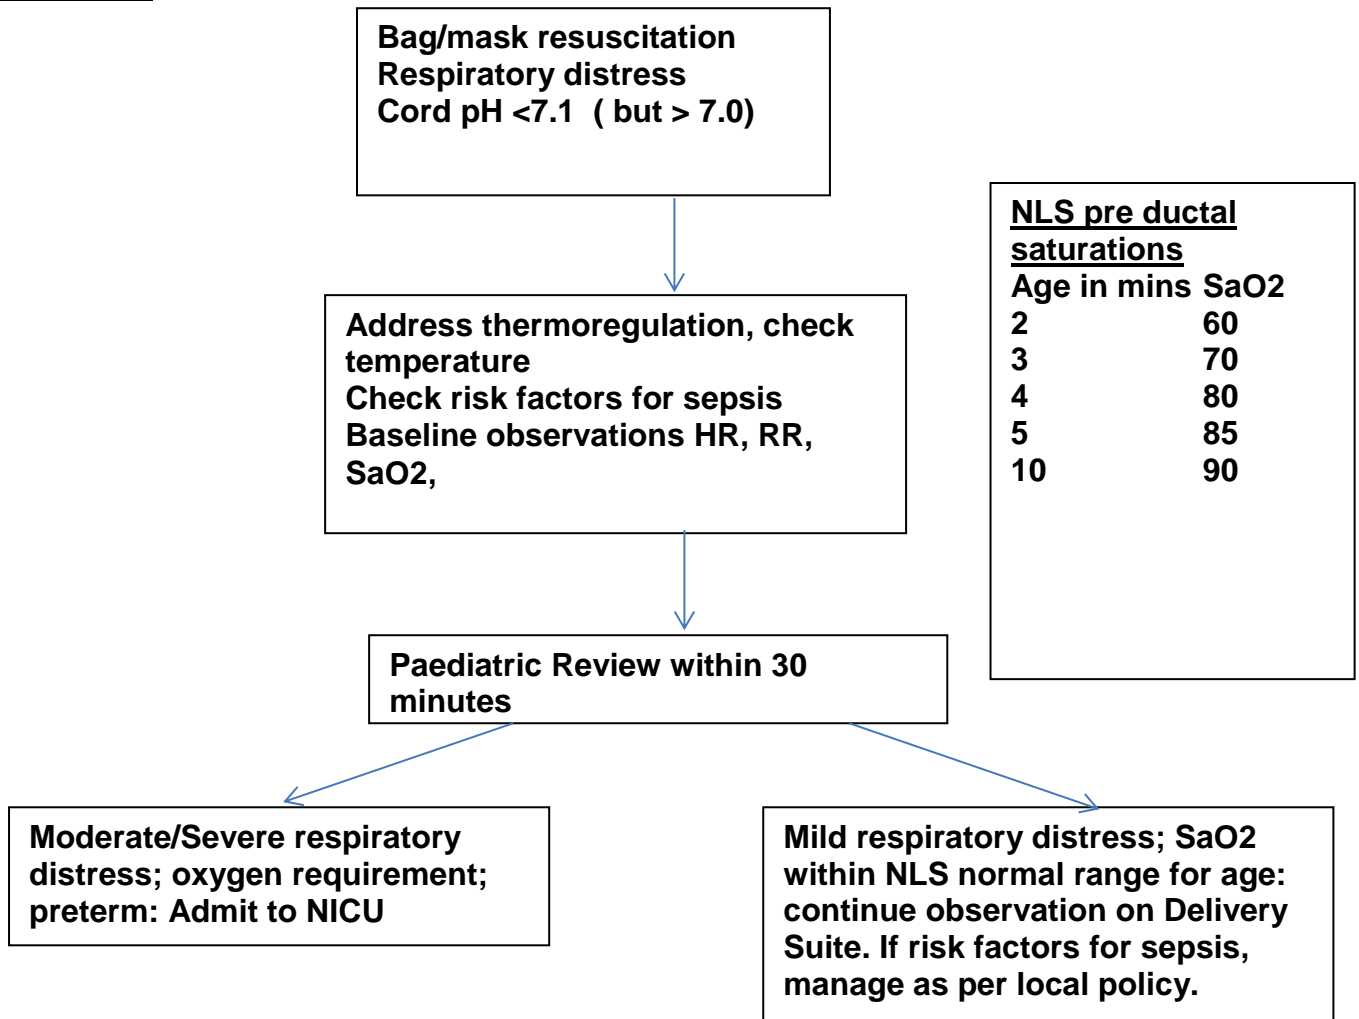 Bag/mask resuscitation
Respiratory distress
Cord pH <7.1 ( but > 7.0)
NLS pre ductal
saturations
Age in mins SaO2
2 60
3 70
4 80
5 85
10 90
Address thermoregulation, check
temperature
Check risk factors for sepsis
Baseline observations HR, RR,
SaO2,
Paediatric Review within 30
minutes
Moderate/Severe respiratory
distress; oxygen requirement;
preterm: Admit to NICU
Mild respiratory distress; SaO2
within NLS normal range for age:
continue observation on Delivery
Suite. If risk factors for sepsis,
manage as per local policy.